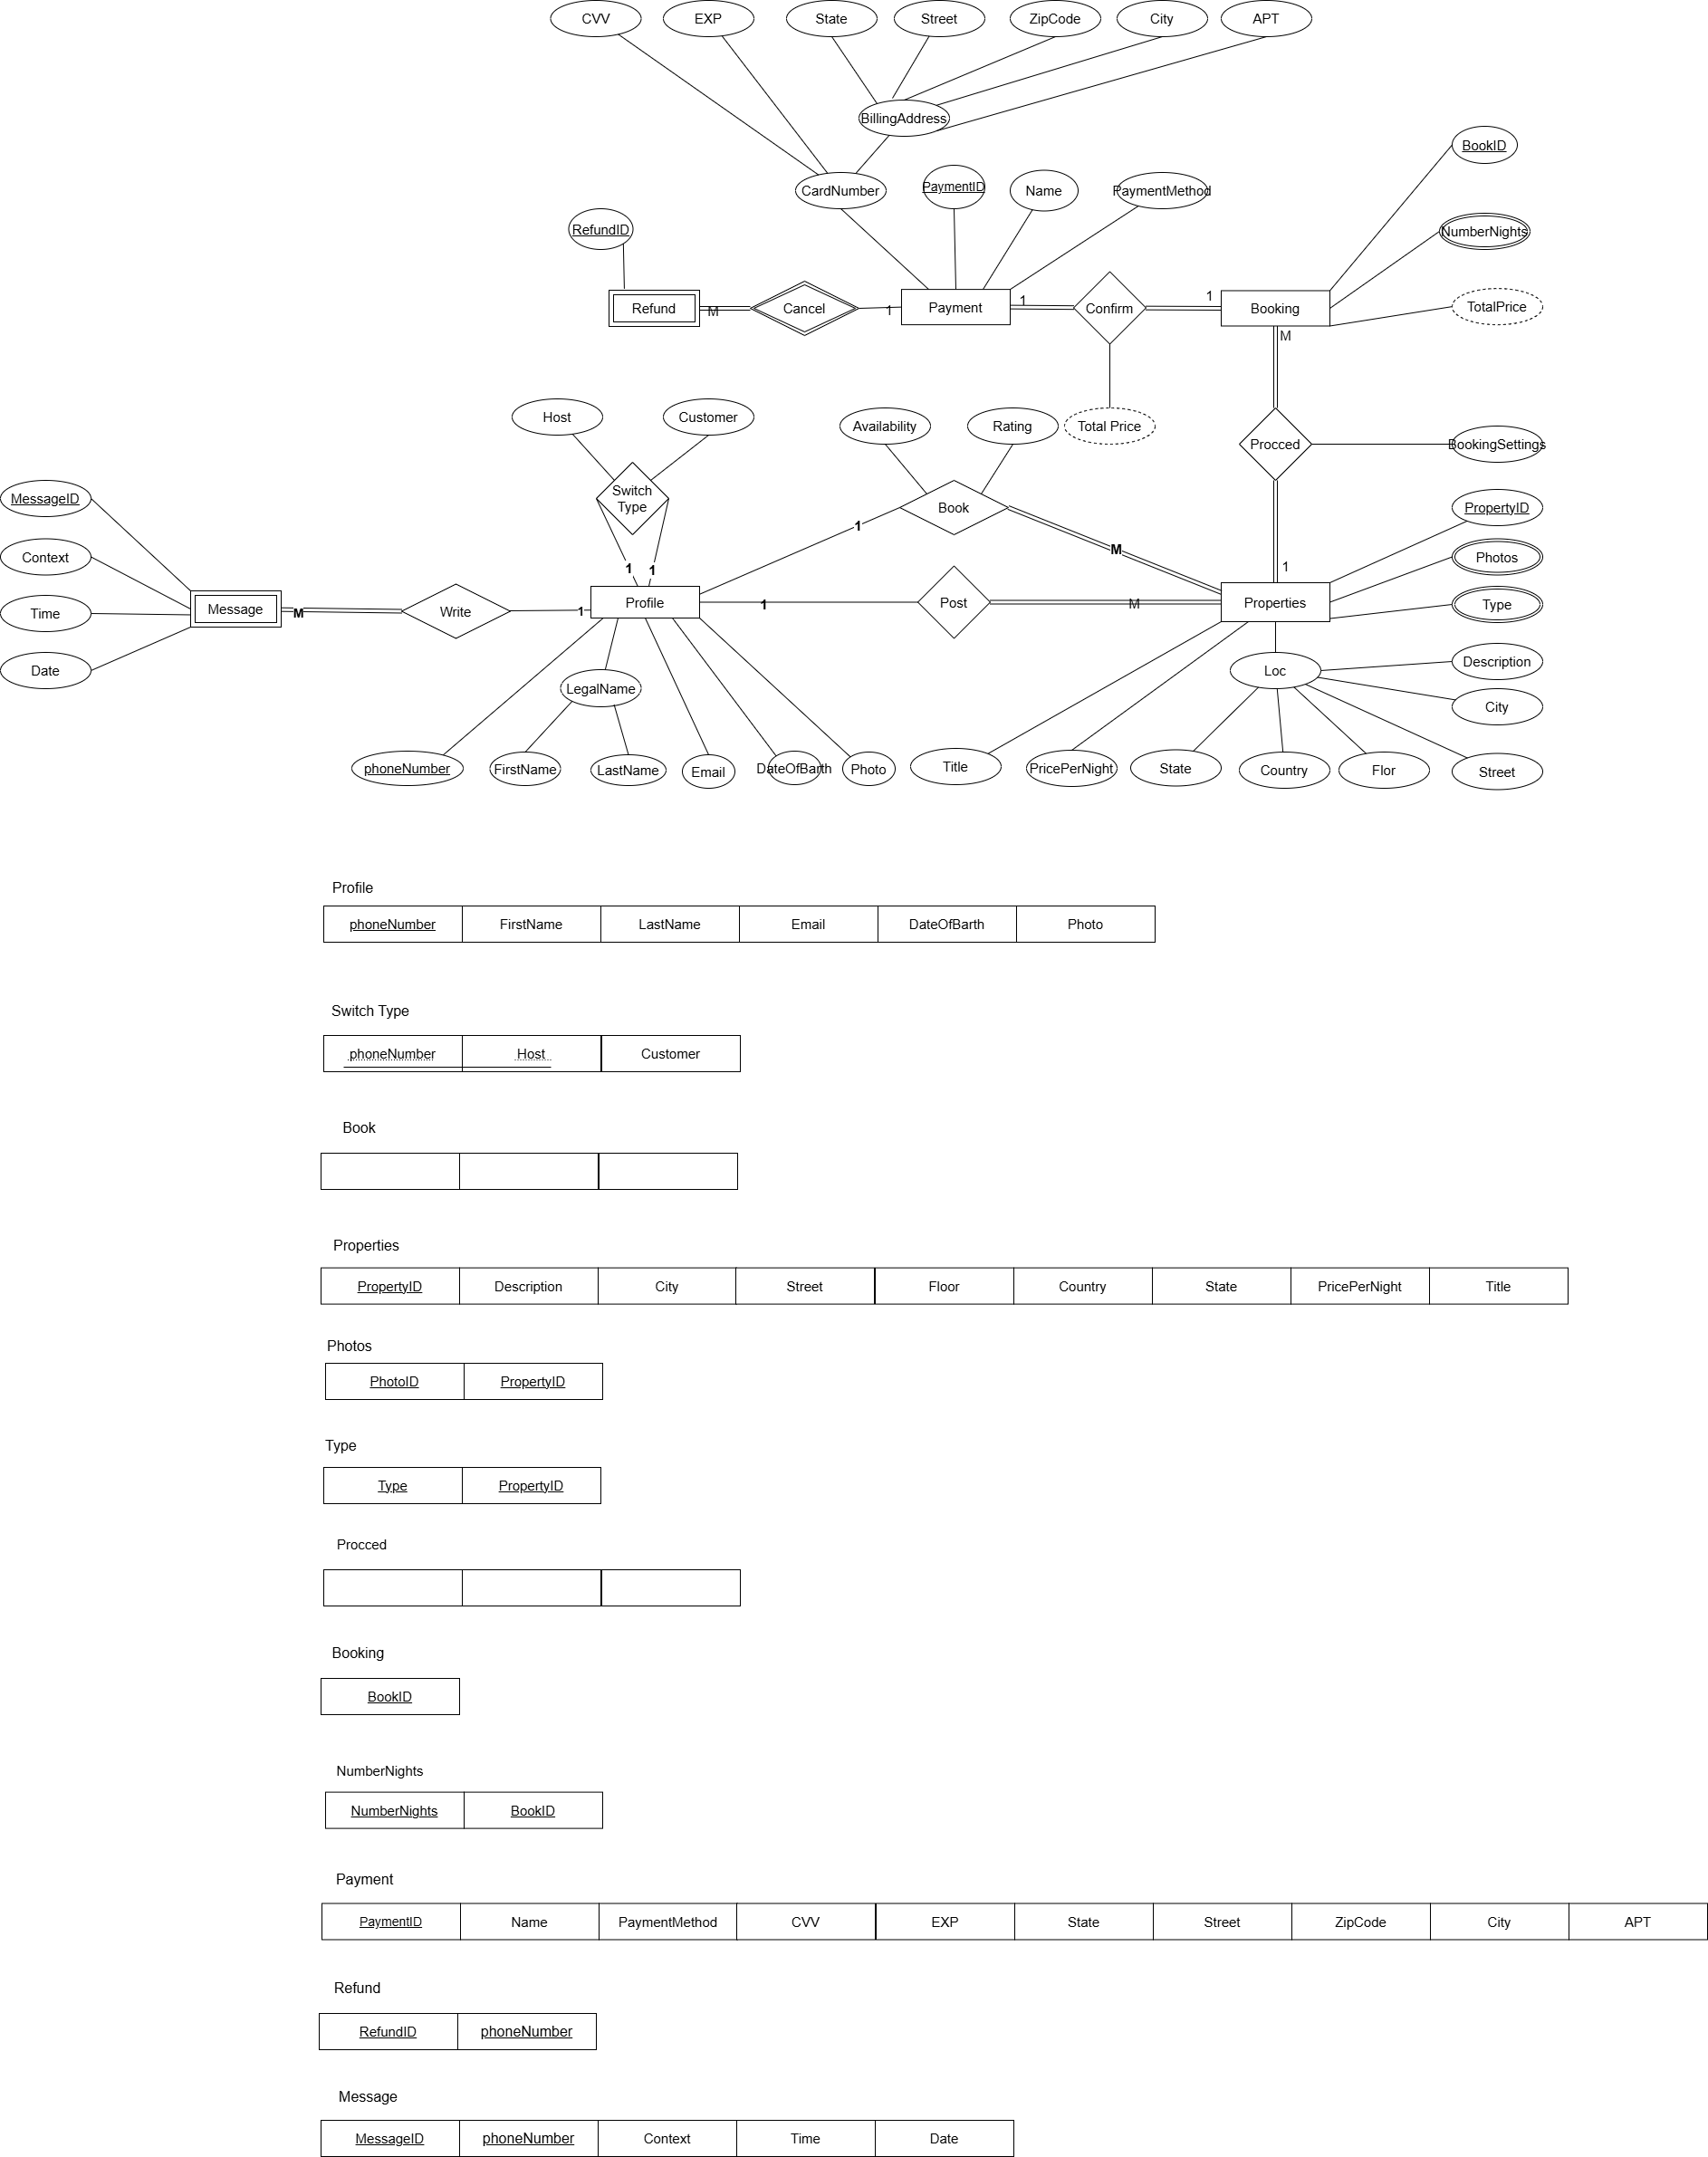 CVV
EXP
State
Street
ZipCode
City
APT
BillingAddress
BookID
CardNumber
PaymentID
Name
PaymentMethod
RefundID
NumberNights
Refund
M
Cancel
1
Payment
1
Confirm
1
Booking
TotalPrice
M
Host
Customer
Availability
Rating
Total Price
Procced
BookingSettings
MessageID
Switch
Type
Book
PropertyID
1
Context
M
Photos
1
1
1
Message
M
Write
1
Profile
1
Post
M
Properties
Type
Time
Date
LegalName
Loc
Description
City
phoneNumber
FirstName
LastName
Email
DateOfBarth
Photo
Title
PricePerNight
State
Country
Flor
Street
Profile
phoneNumber FirstName LastName Email DateOfBarth Photo
Switch Type
phoneNumber Host Customer
Book
Properties
PropertyID Description City Street Floor Country State PricePerNight Title
Photos
PhotoID PropertyID
Type
Type PropertyID
Procced
Booking
BookID
NumberNights
NumberNights BookID
Payment
PaymentID Name PaymentMethod CVV EXP State Street ZipCode City APT
Refund
RefundID phoneNumber
Message
MessageID phoneNumber Context Time Date